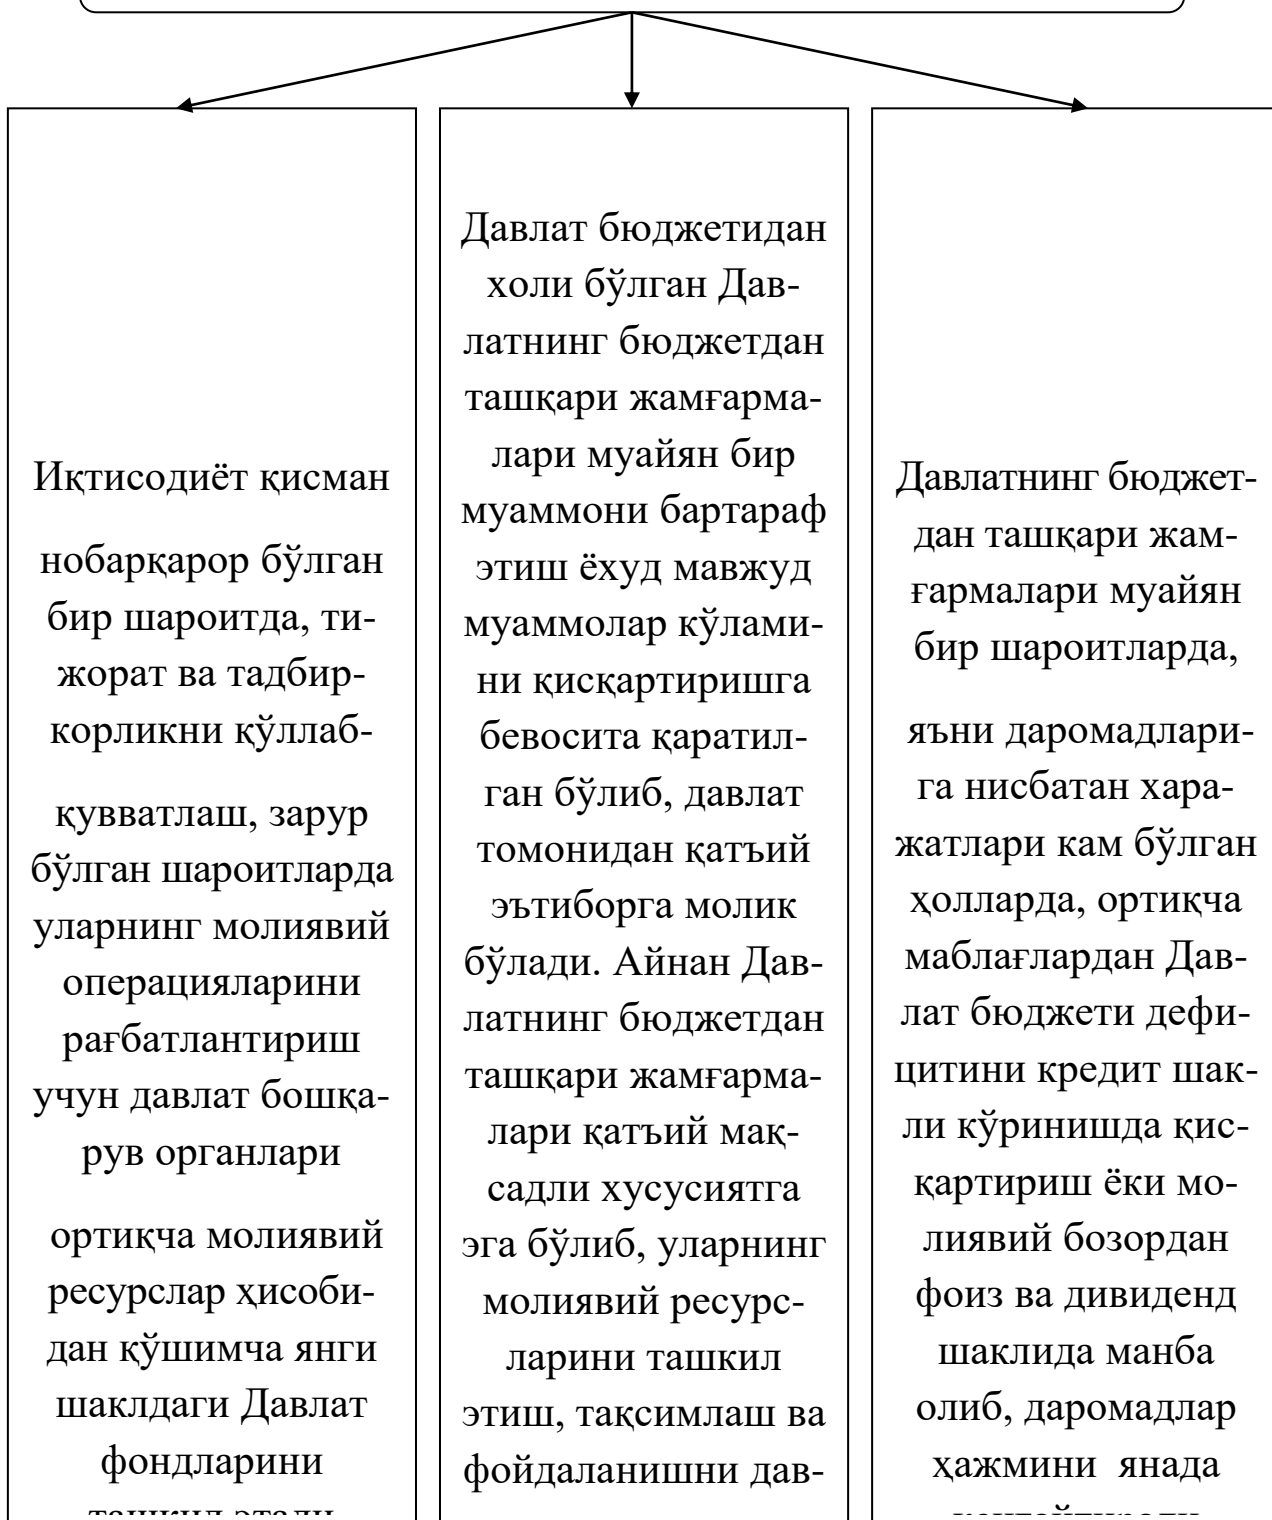 Иқтисодиёт қисман
нобарқарор бўлган
бир шароитда, ти-
жорат ва тадбир-
корликни қўллаб-
қувватлаш, зарур
бўлган шароитларда
уларнинг молиявий
операцияларини
рағбатлантириш
учун давлат бошқа-
рув органлари
ортиқча молиявий
ресурслар ҳисоби-
дан қўшимча янги
шаклдаги Давлат
фондларини
ташкил этади
Давлат бюджетидан
холи бўлган Дав-
латнинг бюджетдан
ташқари жамғарма-
лари муайян бир
муаммони бартараф
этиш ёхуд мавжуд
муаммолар кўлами-
ни қисқартиришга
бевосита қаратил-
ган бўлиб, давлат
томонидан қатъий
эътиборга молик
бўлади. Айнан Дав-
латнинг бюджетдан
ташқари жамғарма-
лари қатъий мақ-
садли хусусиятга
эга бўлиб, уларнинг
молиявий ресурс-
ларини ташкил
этиш, тақсимлаш ва
фойдаланишни дав-
Давлатнинг бюджет-
дан ташқари жам-
ғармалари муайян
бир шароитларда,
яъни даромадлари-
га нисбатан хара-
жатлари кам бўлган
ҳолларда, ортиқча
маблағлардан Дав-
лат бюджети дефи-
цитини кредит шак-
ли кўринишда қис-
қартириш ёки мо-
лиявий бозордан
фоиз ва дивиденд
шаклида манба
олиб, даромадлар
ҳажмини янада